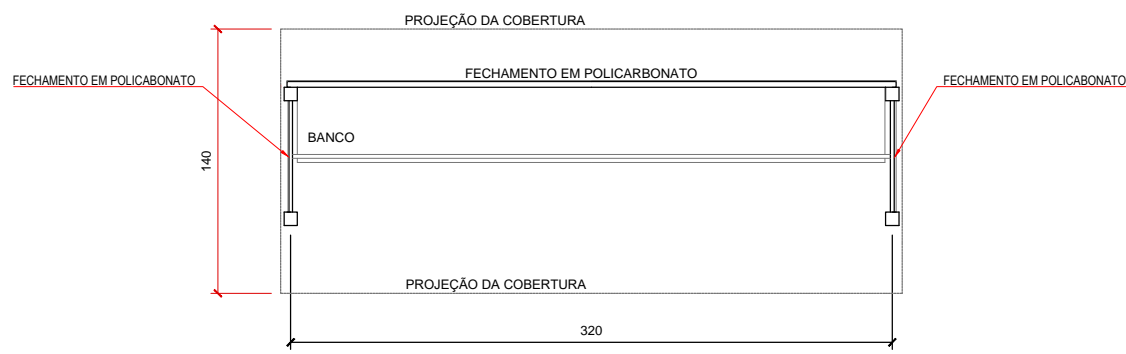 PROJEÇÃO DA COBERTURA
FECHAMENTO EM POLICARBONATO
FECHAMENTO EM POLICABONATO
FECHAMENTO EM POLICABONATO
BANCO
140
PROJEÇÃO DA COBERTURA
320